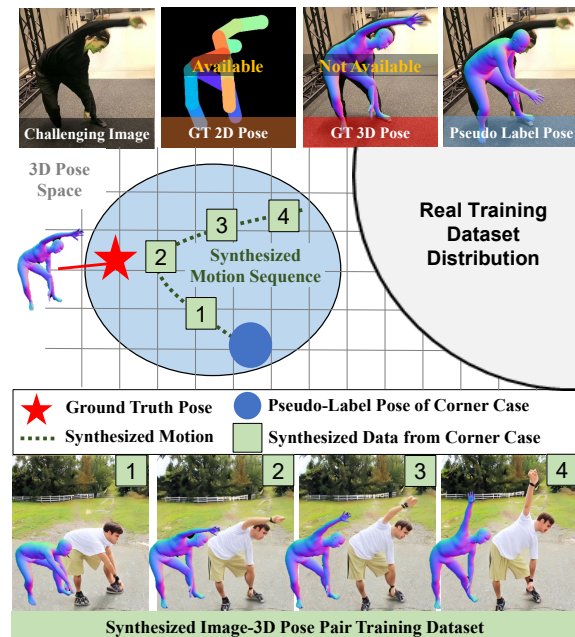 Challenging Image
Available
GT 2D Pose
Not Available
GT 3D Pose
Pseudo Label Pose
3D Pose
Space
Real Training
Dataset
Distribution
4
3
2
Synthesized
Motion Sequence
1
Ground Truth Pose
Pseudo-Label Pose of Corner Case
Synthesized Motion
Synthesized Data from Corner Case
1
2
3
4
Synthesized Image-3D Pose Pair Training Dataset